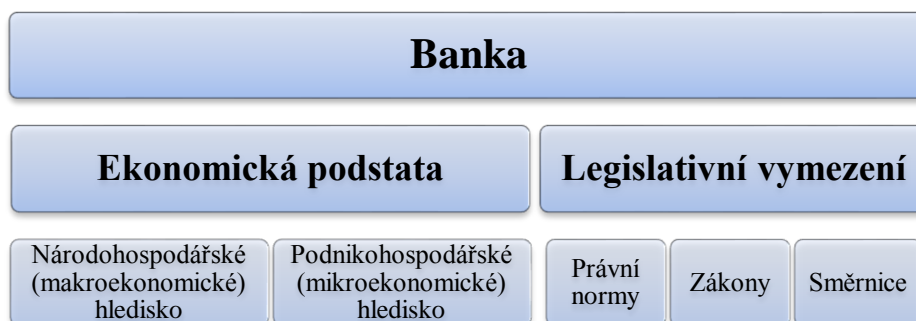 Banka
Ekonomická podstata
Legislativní vymezení
Národohospodářské
(makroekonomické)
hledisko
Podnikohospodářské
(mikroekonomické)
hledisko
Právní
normy
Zákony
Směrnice